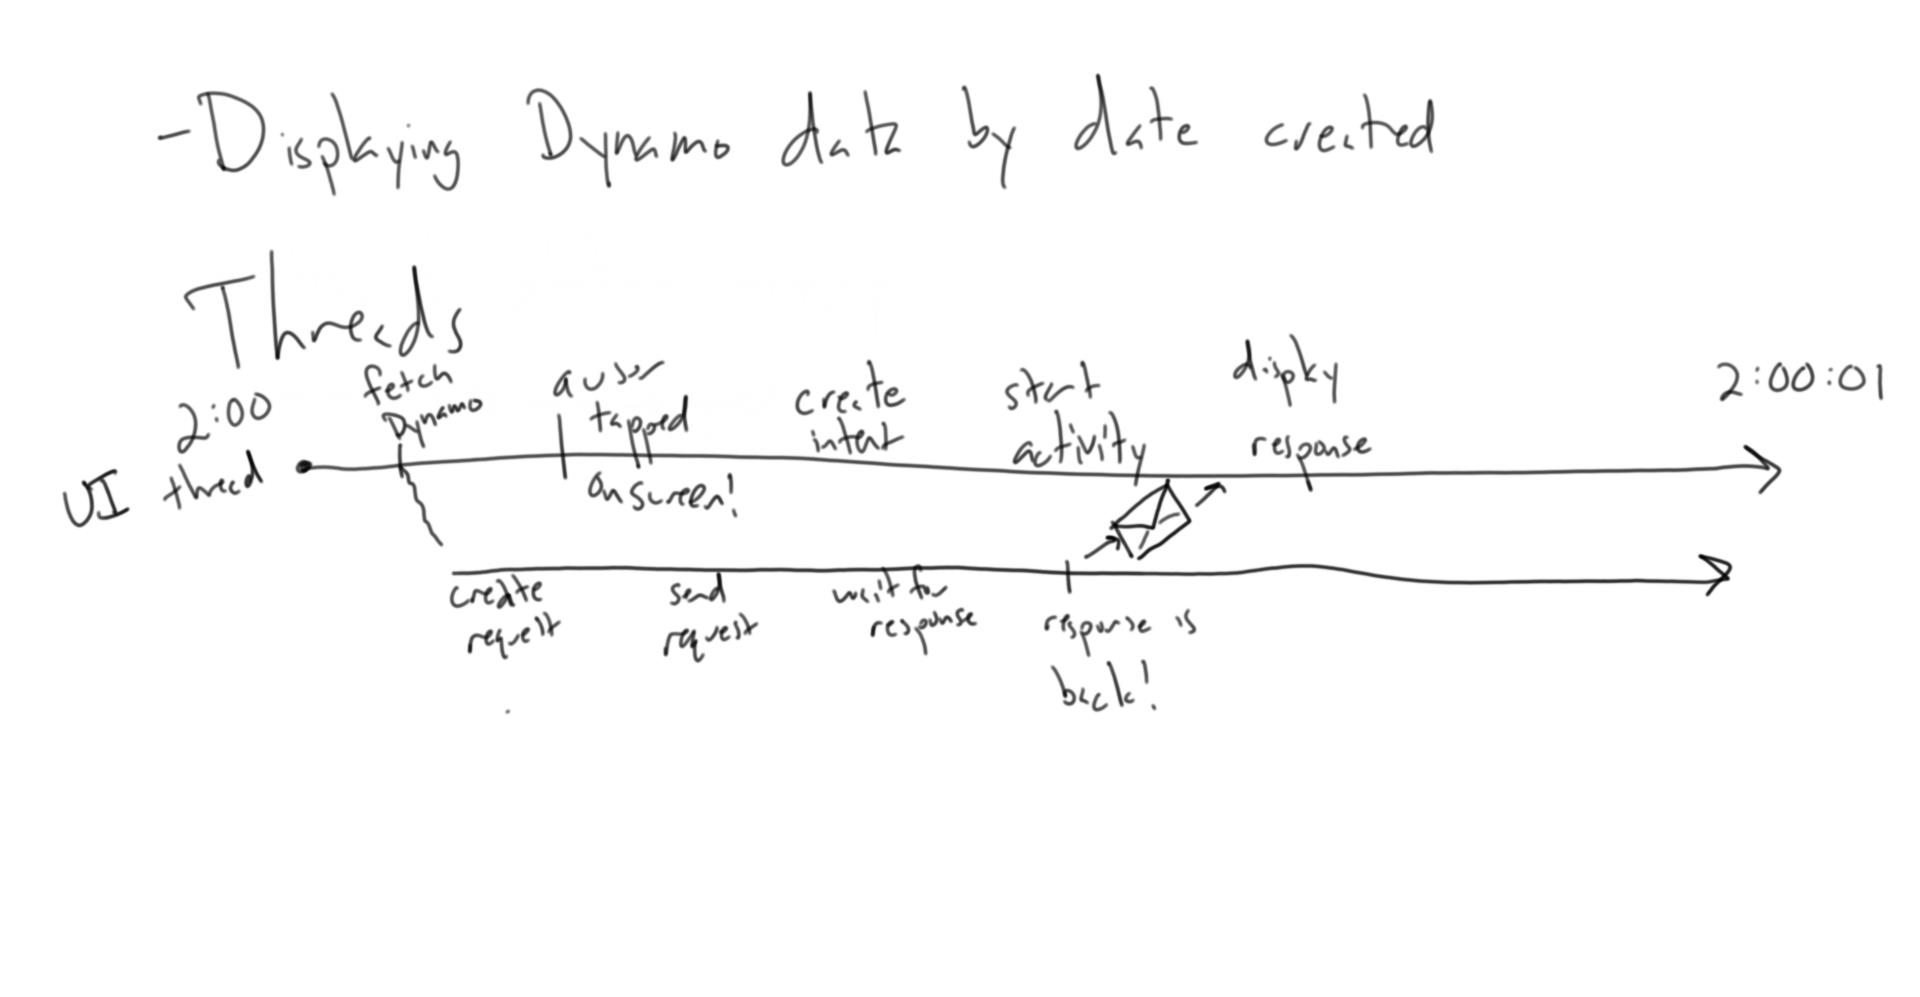 -Displaying Dynamo data by date created
Threads
2:00
fetch
Dynamo
a user
tapped
on screen!
create
intent
start
activity
display
response
2:00:01
UI thread
create
request
send
request
wait for
response
response is
back!